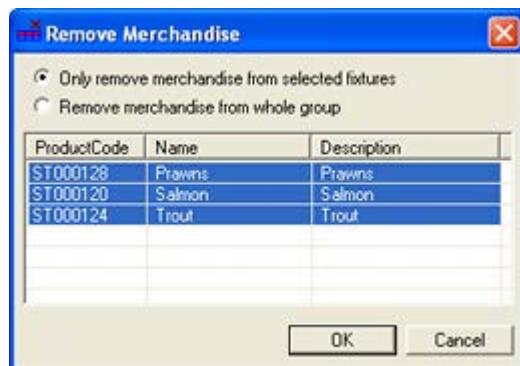 Remove Merchandise
Only remove merchandise from selected fixtures
Remove merchandise from whole group
ProductCode Name Description
ST000128 Prawns Prawns
ST000120 Salmon Salmon
ST000124 Trout Trout
OK Cancel